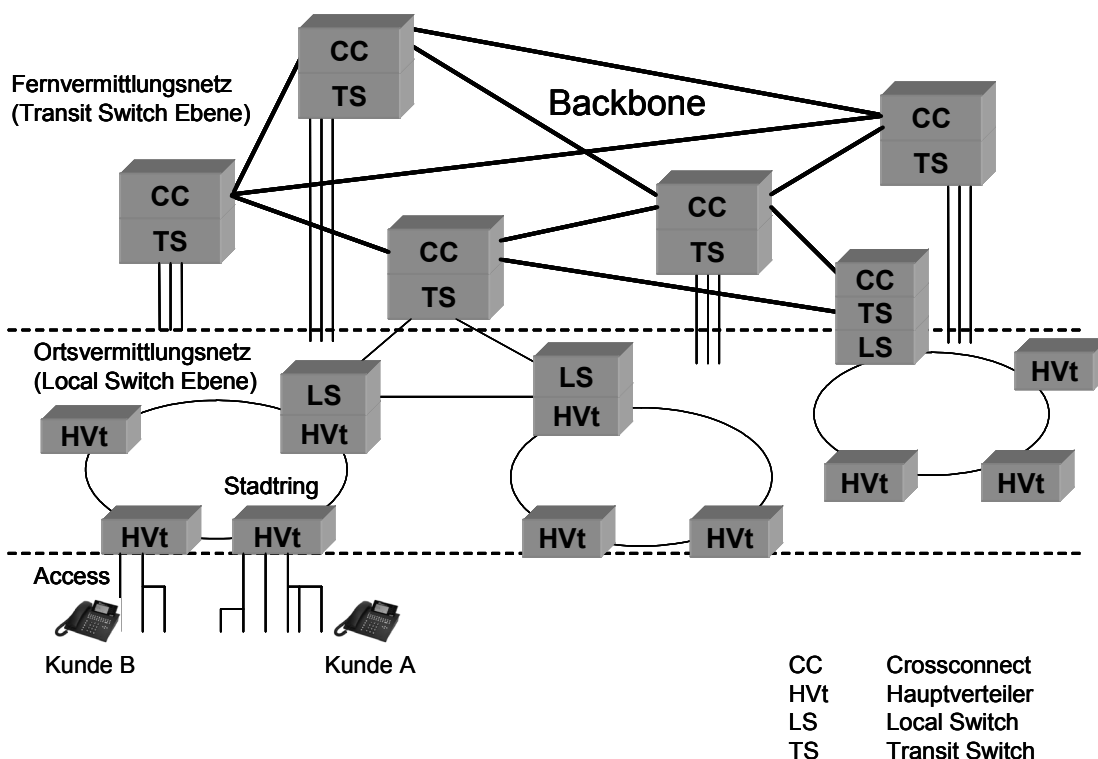 CC
TS
Fernvermittlungsnetz
(Transit Switch Ebene)
Backbone
CC
TS
CC
TS
CC
TS
CC
TS
CC
TS
LS
Ortsvermittlungsnetz
(Local Switch Ebene)
LS
HVt
LS
HVt
HVt
HVt
HVt
HVt
Stadtring
HVt
HVt
HVt
HVt
Access
Kunde B
Kunde A
CC Crossconnect
HVt Hauptverteiler
LS Local Switch
TS Transit Switch